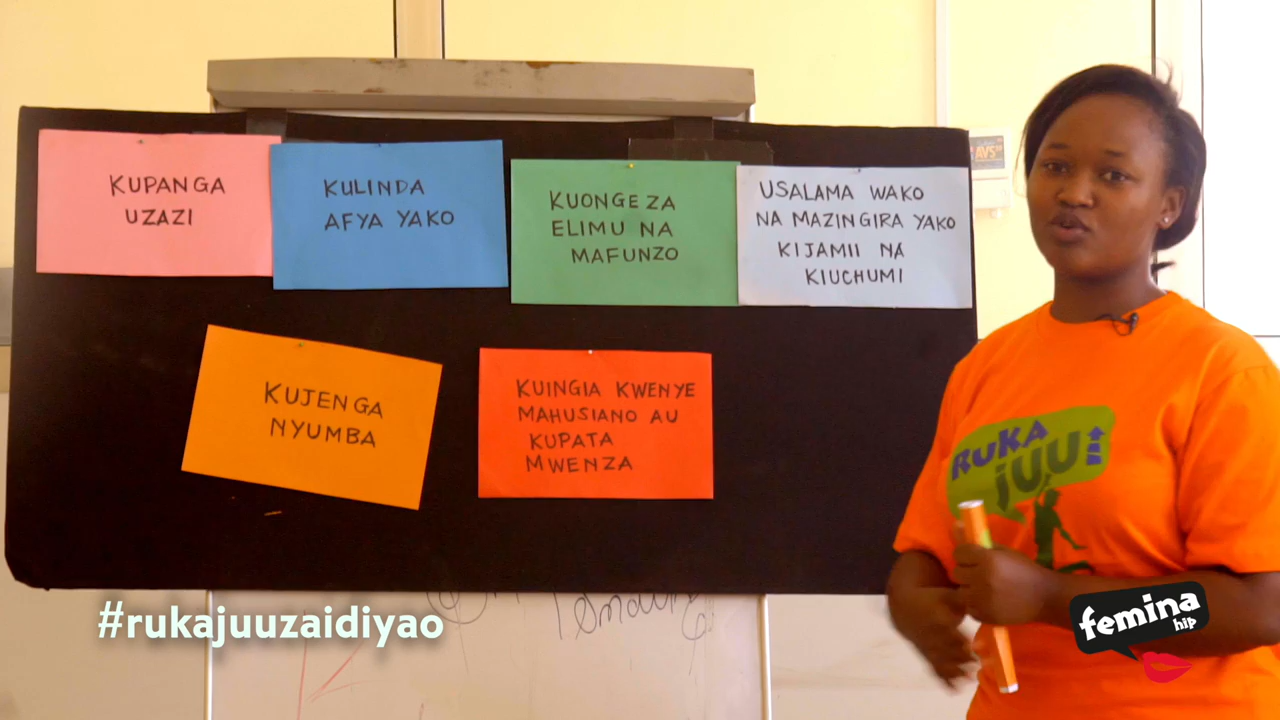 KUPANGA
UZAZI
KULINDA
AFYA YAKO
KUONGEZA
ELIMU NA
MAFUNZO
USALAMA WAKO
NA MAZINGIRA YAKO
KIJAMII NA
KIUCHUMI
KUJENGA
NYUMBA
KUINGIA KWENYE
MAHUSIANO AU
KUPATA
MWENZA
AVS
RUKA
juu
#rukajuuzaidiyao
femina
hip